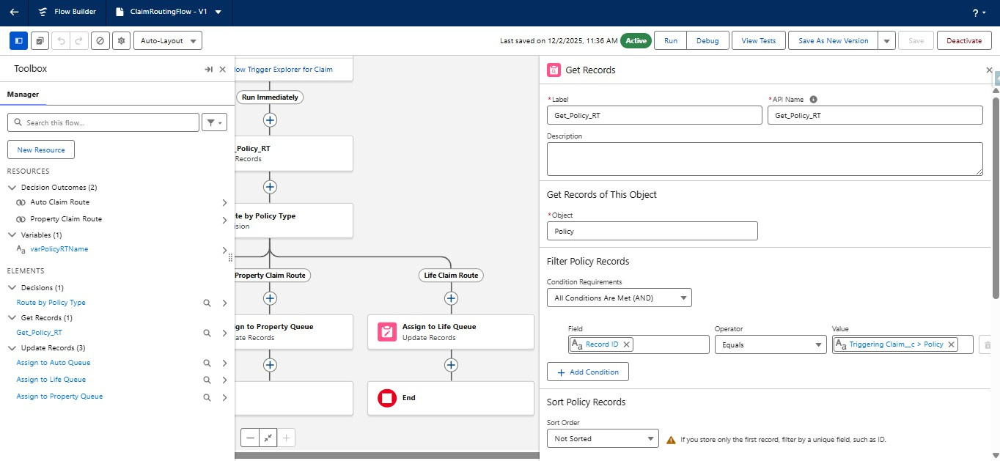 Flow Builder
ClaimRoutingFlow - V1
?
Auto-Layout
Last saved on 12/2/2025, 11:36 AM
Active
Run
Debug
View Tests
Save As New Version
Save
Deactivate
Toolbox
Manager
Search this flow...
New Resource
RESOURCES
Decision Outcomes (2)
Auto Claim Route
Property Claim Route
Variables (1)
Aa varPolicyRTName
ELEMENTS
Decisions (1)
Route by Policy Type
Get Records (1)
Get_Policy_RT
Update Records (3)
Assign to Auto Queue
Assign to Life Queue
Assign to Property Queue
low Trigger Explorer for Claim
Run Immediately
_Policy_RT
Records
te by Policy Type
ision
Property Claim Route
Life Claim Route
ign to Property Queue
ate Records
Assign to Life Queue
Update Records
End
Get Records
* Label
* API Name
Get_Policy_RT
Get_Policy_RT
Description
Get Records of This Object
* Object
Policy
Filter Policy Records
Condition Requirements
All Conditions Are Met (AND)
Field
Operator
Value
Aa Record ID
Equals
Aa Triggering Claim__c > Policy
+ Add Condition
Sort Policy Records
Sort Order
Not Sorted
If you store only the first record, filter by a unique field, such as ID.